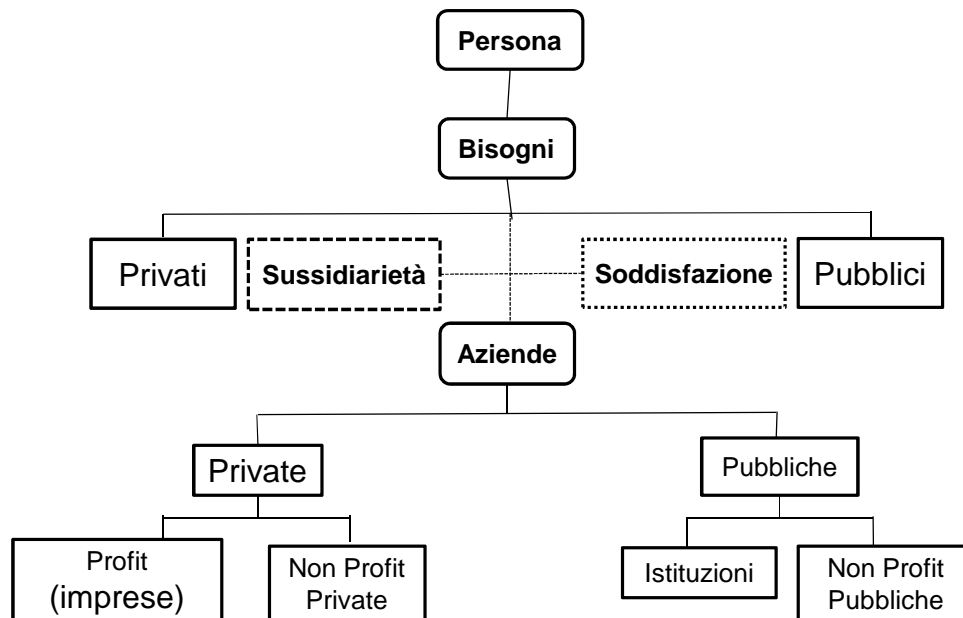 Persona
Bisogni
Privati
Sussidiarietà
Soddisfazione
Pubblici
Aziende
Private
Pubbliche
Profit
(imprese)
Non Profit
Private
Istituzioni
Non Profit
Pubbliche